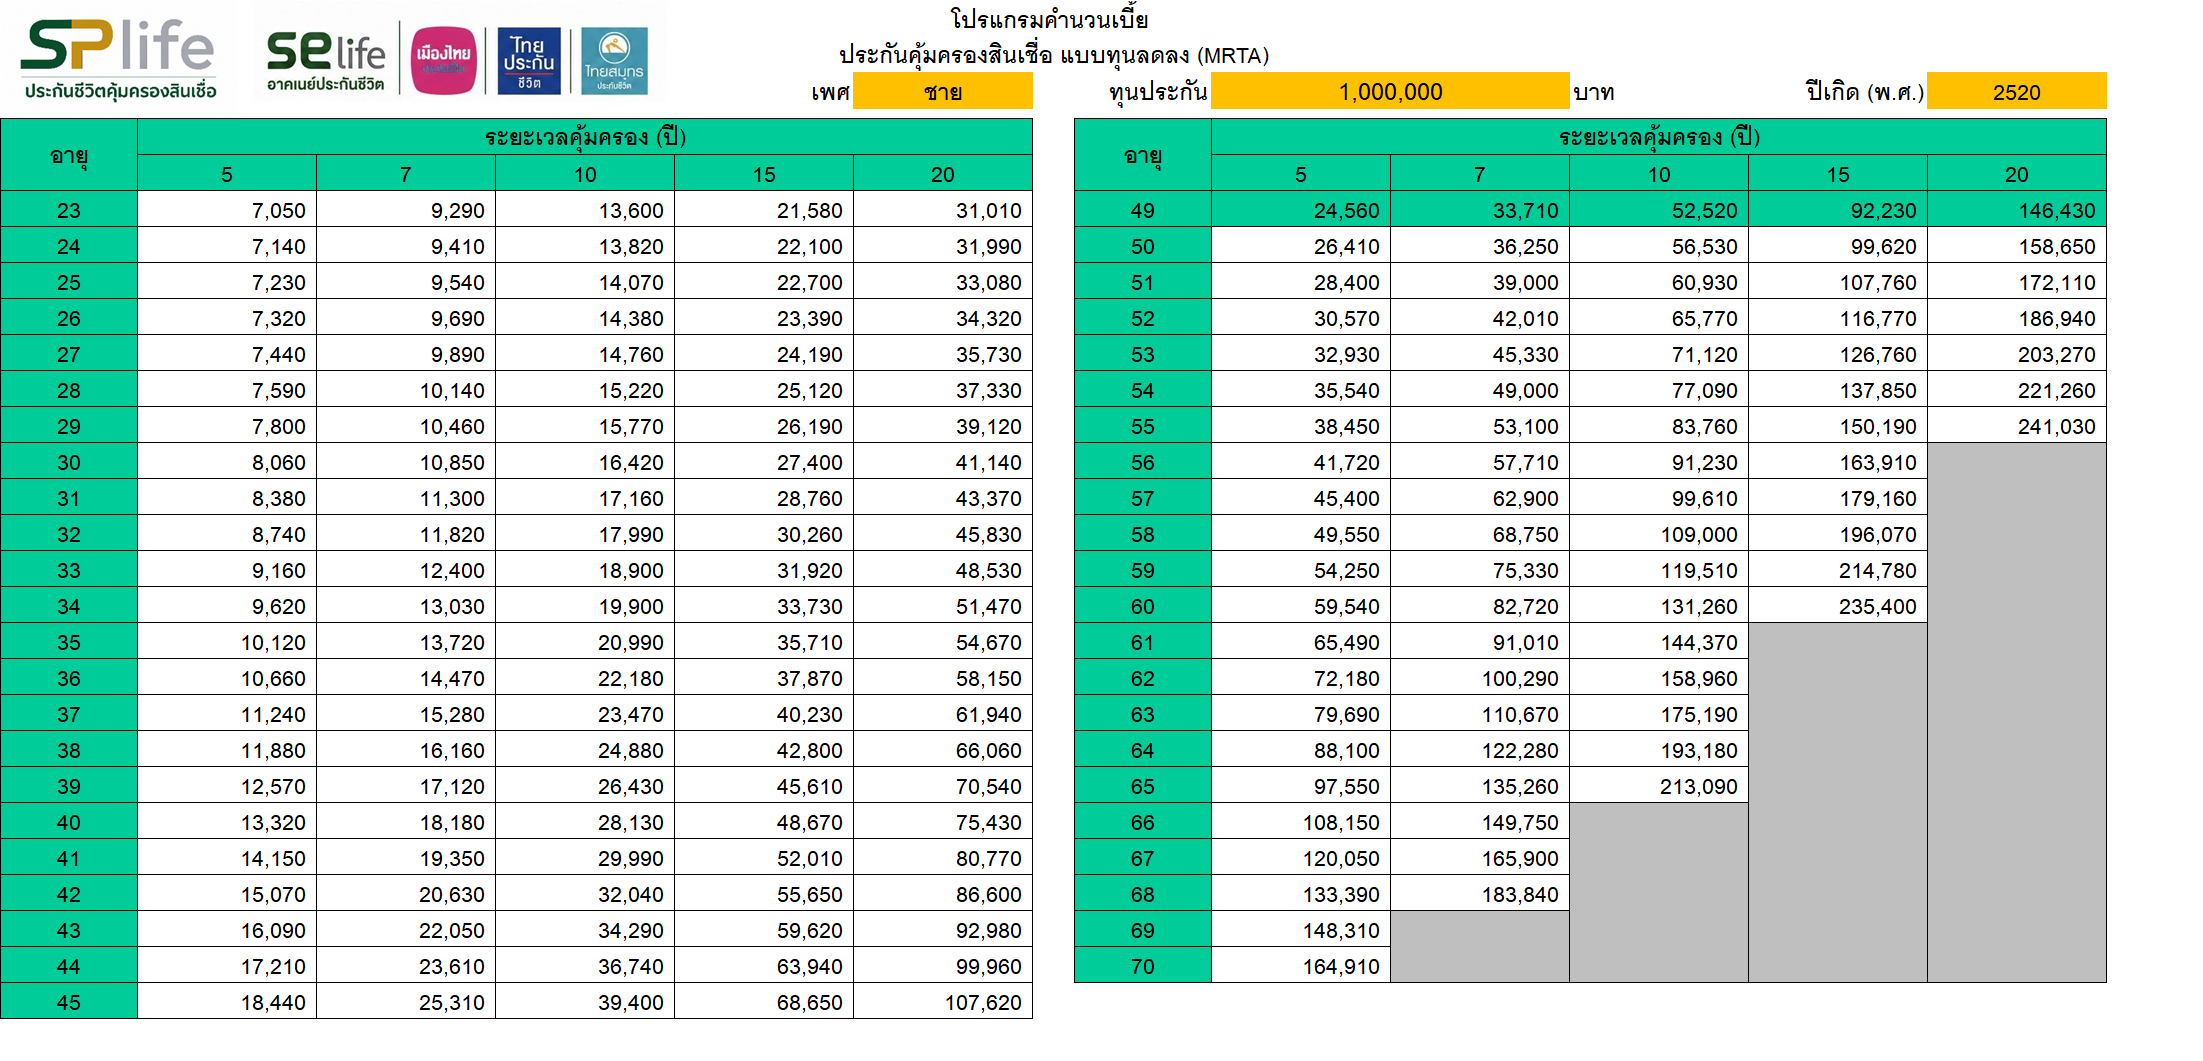 SP life
ประกันชีวิตคุ้มครองสินเชื่อ
se life
อาคเนย์ประกันชีวิต
เมืองไทย
ประกันชีวิต
ไทย
ประกัน
ชีวิต
ไทยสมุทร
ประกันชีวิต
โปรแกรมคำนวนเบี้ย
ประกันคุ้มครองสินเชื่อ แบบทุนลดลง (MRTA)
เพศ ชาย ทุนประกัน 1,000,000 บาท ปีเกิด (พ.ศ.) 2520
อายุ ระยะเวลคุ้มครอง (ปี)
5 7 10 15 20
23 7,050 9,290 13,600 21,580 31,010
24 7,140 9,410 13,820 22,100 31,990
25 7,230 9,540 14,070 22,700 33,080
26 7,320 9,690 14,380 23,390 34,320
27 7,440 9,890 14,760 24,190 35,730
28 7,590 10,140 15,220 25,120 37,330
29 7,800 10,460 15,770 26,190 39,120
30 8,060 10,850 16,420 27,400 41,140
31 8,380 11,300 17,160 28,760 43,370
32 8,740 11,820 17,990 30,260 45,830
33 9,160 12,400 18,900 31,920 48,530
34 9,620 13,030 19,900 33,730 51,470
35 10,120 13,720 20,990 35,710 54,670
36 10,660 14,470 22,180 37,870 58,150
37 11,240 15,280 23,470 40,230 61,940
38 11,880 16,160 24,880 42,800 66,060
39 12,570 17,120 26,430 45,610 70,540
40 13,320 18,180 28,130 48,670 75,430
41 14,150 19,350 29,990 52,010 80,770
42 15,070 20,630 32,040 55,650 86,600
43 16,090 22,050 34,290 59,620 92,980
44 17,210 23,610 36,740 63,940 99,960
45 18,440 25,310 39,400 68,650 107,620
อายุ ระยะเวลคุ้มครอง (ปี)
5 7 10 15 20
49 24,560 33,710 52,520 92,230 146,430
50 26,410 36,250 56,530 99,620 158,650
51 28,400 39,000 60,930 107,760 172,110
52 30,570 42,010 65,770 116,770 186,940
53 32,930 45,330 71,120 126,760 203,270
54 35,540 49,000 77,090 137,850 221,260
55 38,450 53,100 83,760 150,190 241,030
56 41,720 57,710 91,230 163,910
57 45,400 62,900 99,610 179,160
58 49,550 68,750 109,000 196,070
59 54,250 75,330 119,510 214,780
60 59,540 82,720 131,260 235,400
61 65,490 91,010 144,370
62 72,180 100,290 158,960
63 79,690 110,670 175,190
64 88,100 122,280 193,180
65 97,550 135,260 213,090
66 108,150 149,750
67 120,050 165,900
68 133,390 183,840
69 148,310
70 164,910